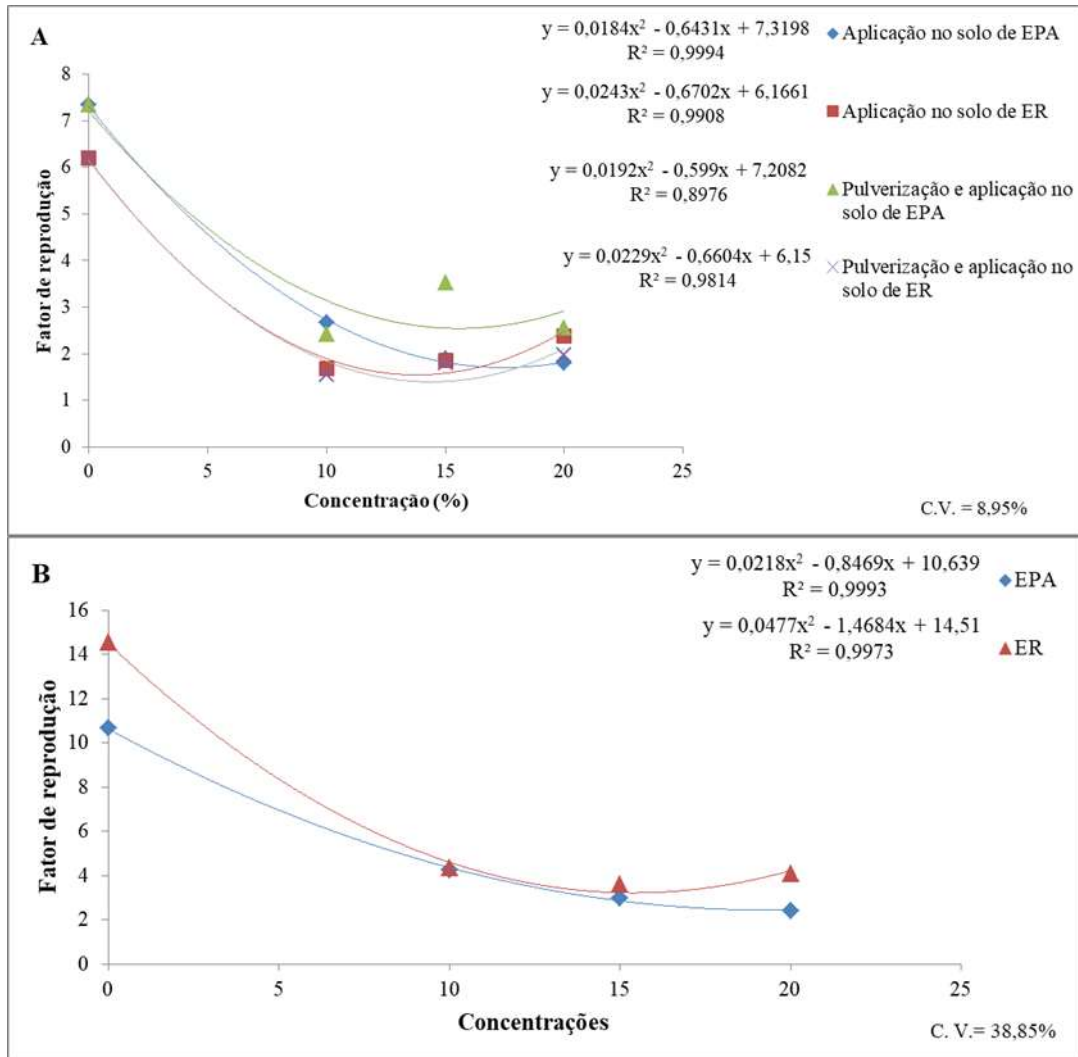 A
y = 0,0184x² - 0,6431x + 7,3198
R² = 0,9994
Aplicação no solo de EPA
y = 0,0243x² - 0,6702x + 6,1661
R² = 0,9908
Aplicação no solo de ER
y = 0,0192x² - 0,599x + 7,2082
R² = 0,8976
Pulverização e aplicação no
solo de EPA
y = 0,0229x² - 0,6604x + 6,15
R² = 0,9814
Pulverização e aplicação no
solo de ER
Fator de reprodução
8
7
6
5
4
3
2
1
0
0 5 10 15 20 25
Concentração (%)
C.V. = 8,95%
B
y = 0,0218x² - 0,8469x + 10,639
R² = 0,9993
EPA
y = 0,0477x² - 1,4684x + 14,51
R² = 0,9973
ER
Fator de reprodução
16
14
12
10
8
6
4
2
0
0 5 10 15 20 25
Concentrações
C. V.= 38,85%